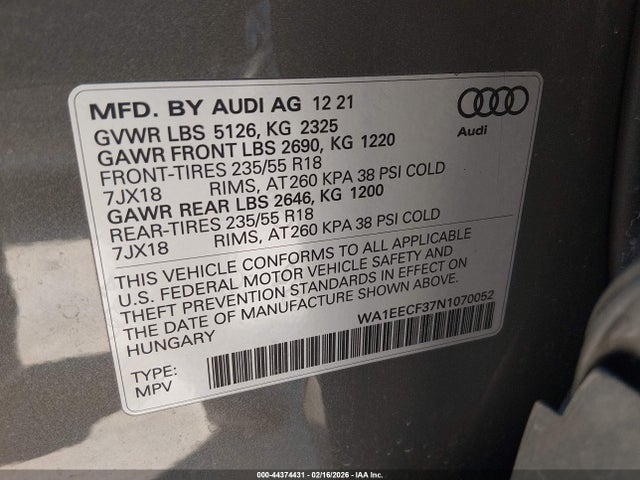 MFD. BY AUDI AG 12 21
GVWR LBS 5126, KG 2325
GAWR FRONT LBS 2690, KG 1220
FRONT-TIRES 235/55 R18
7JX18 RIMS, AT260 KPA 38 PSI COLD
GAWR REAR LBS 2646, KG 1200
REAR-TIRES 235/55 R18
7JX18 RIMS, AT260 KPA 38 PSI COLD
Audi
THIS VEHICLE CONFORMS TO ALL APPLICABLE
U.S. FEDERAL MOTOR VEHICLE SAFETY AND
THEFT PREVENTION STANDARDS IN EFFECT ON
THE DATE OF MANUFACTURE SHOWN ABOVE.
HUNGARY
WA1EECF37N1070052
TYPE:
MPV
000-44374431 - 02/16/2026 - IAA Inc.